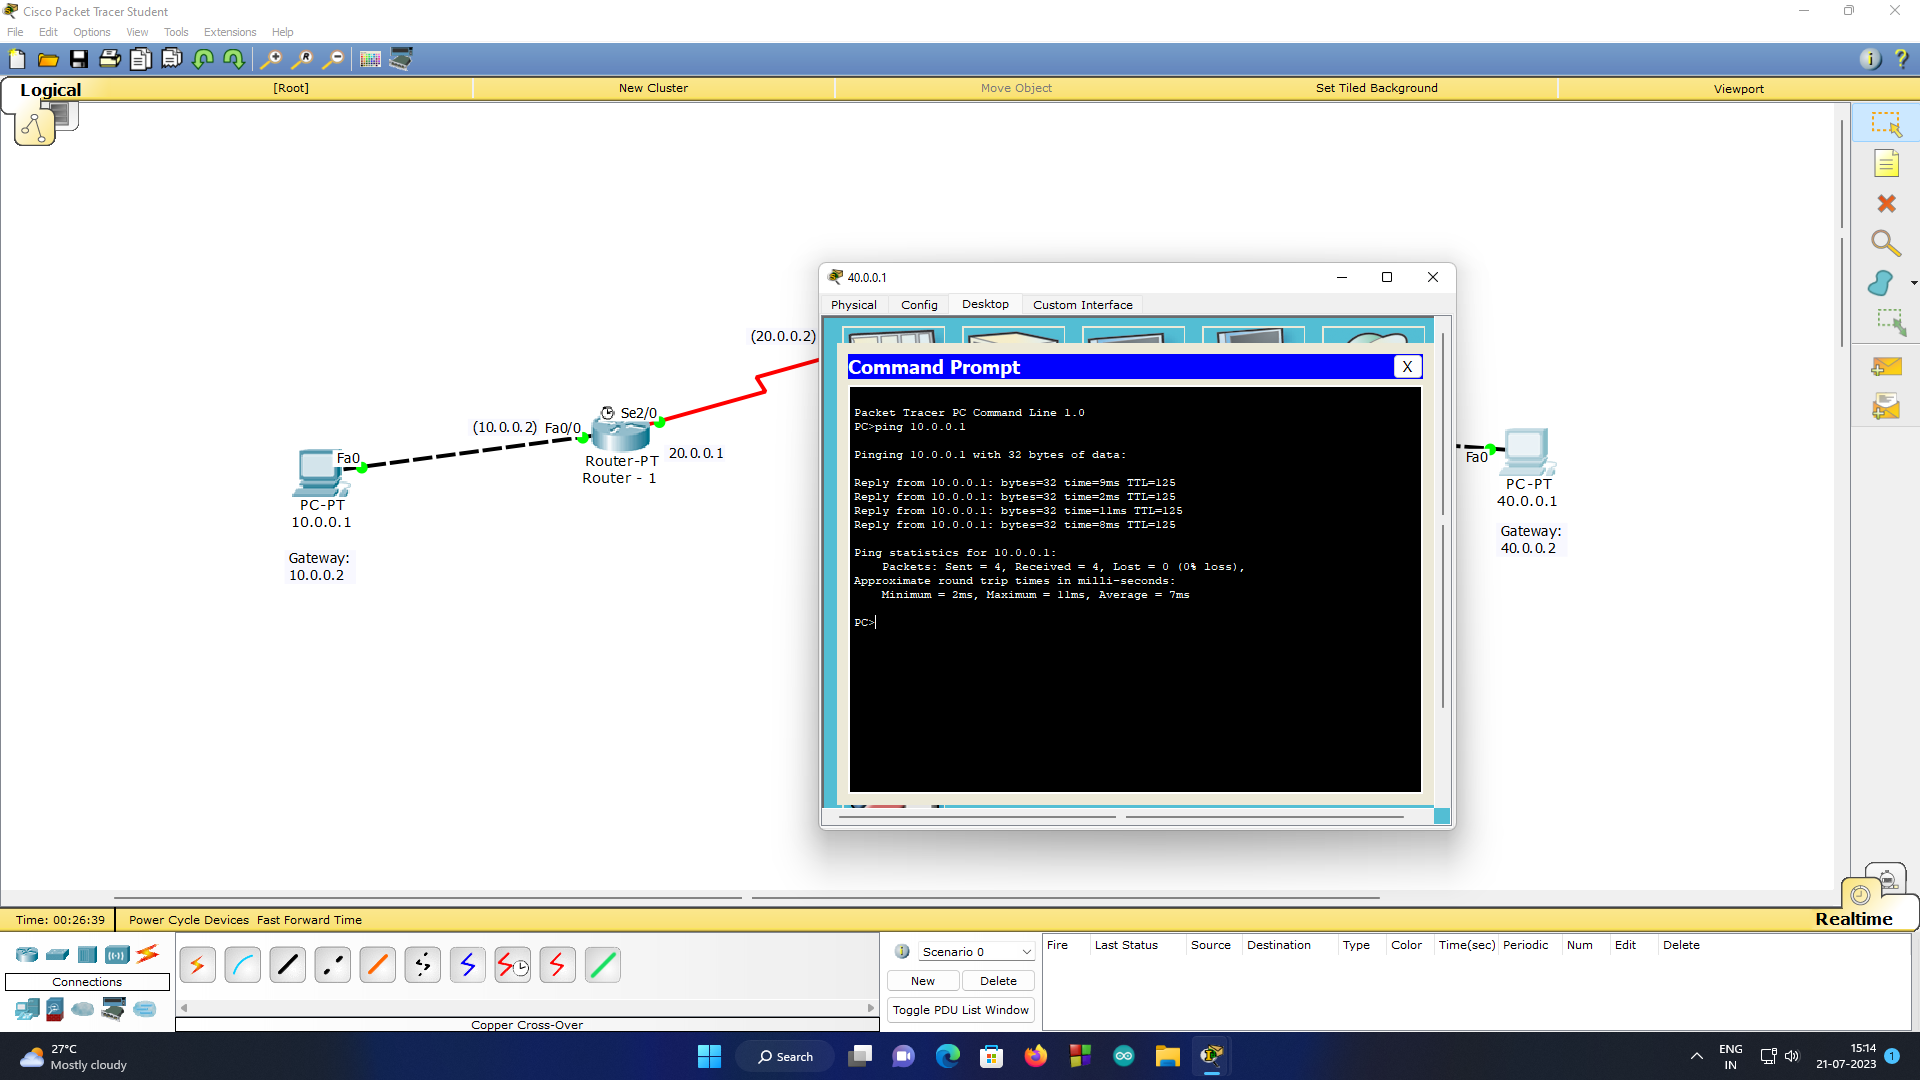 Cisco Packet Tracer Student
File Edit Options View Tools Extensions Help
Logical
[Root]
New Cluster
Move Object
Set Tiled Background
Viewport
40.0.0.1
Physical Config Desktop Custom Interface
(20.0.0.2)
Command Prompt
X
Packet Tracer PC Command Line 1.0
PC>ping 10.0.0.1
Pinging 10.0.0.1 with 32 bytes of data:
Reply from 10.0.0.1: bytes=32 time=9ms TTL=125
Reply from 10.0.0.1: bytes=32 time=2ms TTL=125
Reply from 10.0.0.1: bytes=32 time=11ms TTL=125
Reply from 10.0.0.1: bytes=32 time=8ms TTL=125
Ping statistics for 10.0.0.1:
Packets: Sent = 4, Received = 4, Lost = 0 (0% loss),
Approximate round trip times in milli-seconds:
Minimum = 2ms, Maximum = 11ms, Average = 7ms
PC>
Se2/0
(10.0.0.2) Fa0/0
20.0.0.1
Router-PT
Router - 1
Fa0
PC-PT
10.0.0.1
Gateway:
10.0.0.2
Fa0
PC-PT
40.0.0.1
Gateway:
40.0.0.2
Time: 00:26:39 Power Cycle Devices Fast Forward Time
Realtime
Connections
Copper Cross-Over
Scenario 0
New Delete
Toggle PDU List Window
Fire Last Status Source Destination Type Color Time(sec) Periodic Num Edit Delete
27°C
Mostly cloudy
Search
ENG
IN
15:14
21-07-2023
1